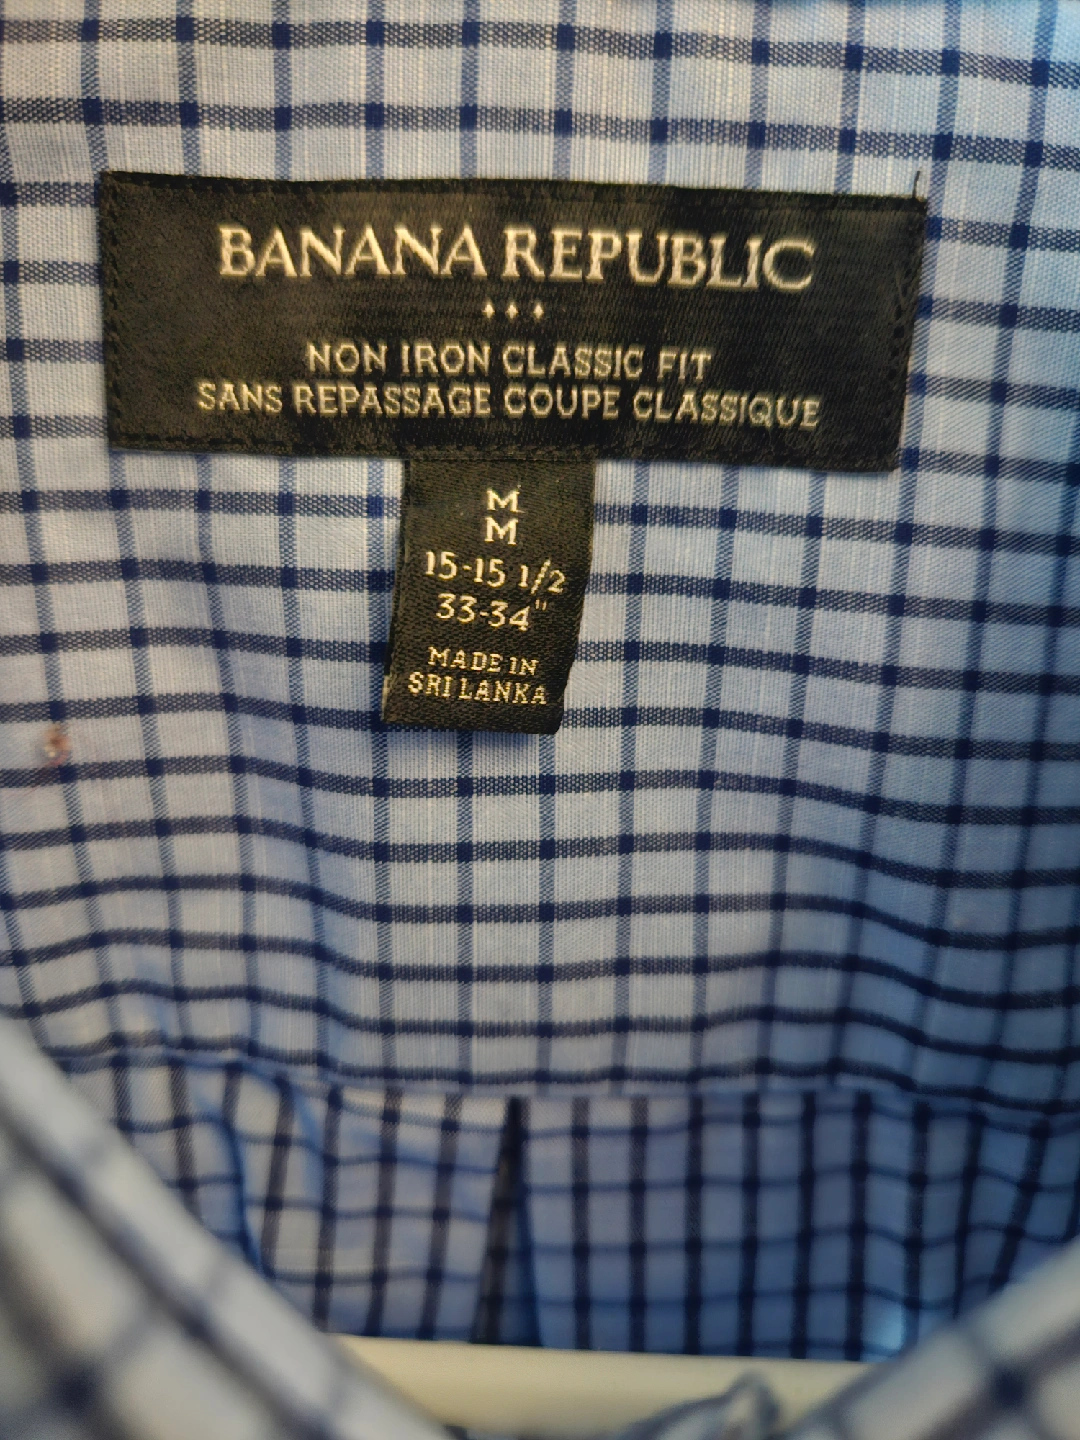 BANANA REPUBLIC
NON IRON CLASSIC FIT
SANS REPASSAGE COUPE CLASSIQUE
M
M
15-15 1/2
33-34"
MADE IN
SRI LANKA